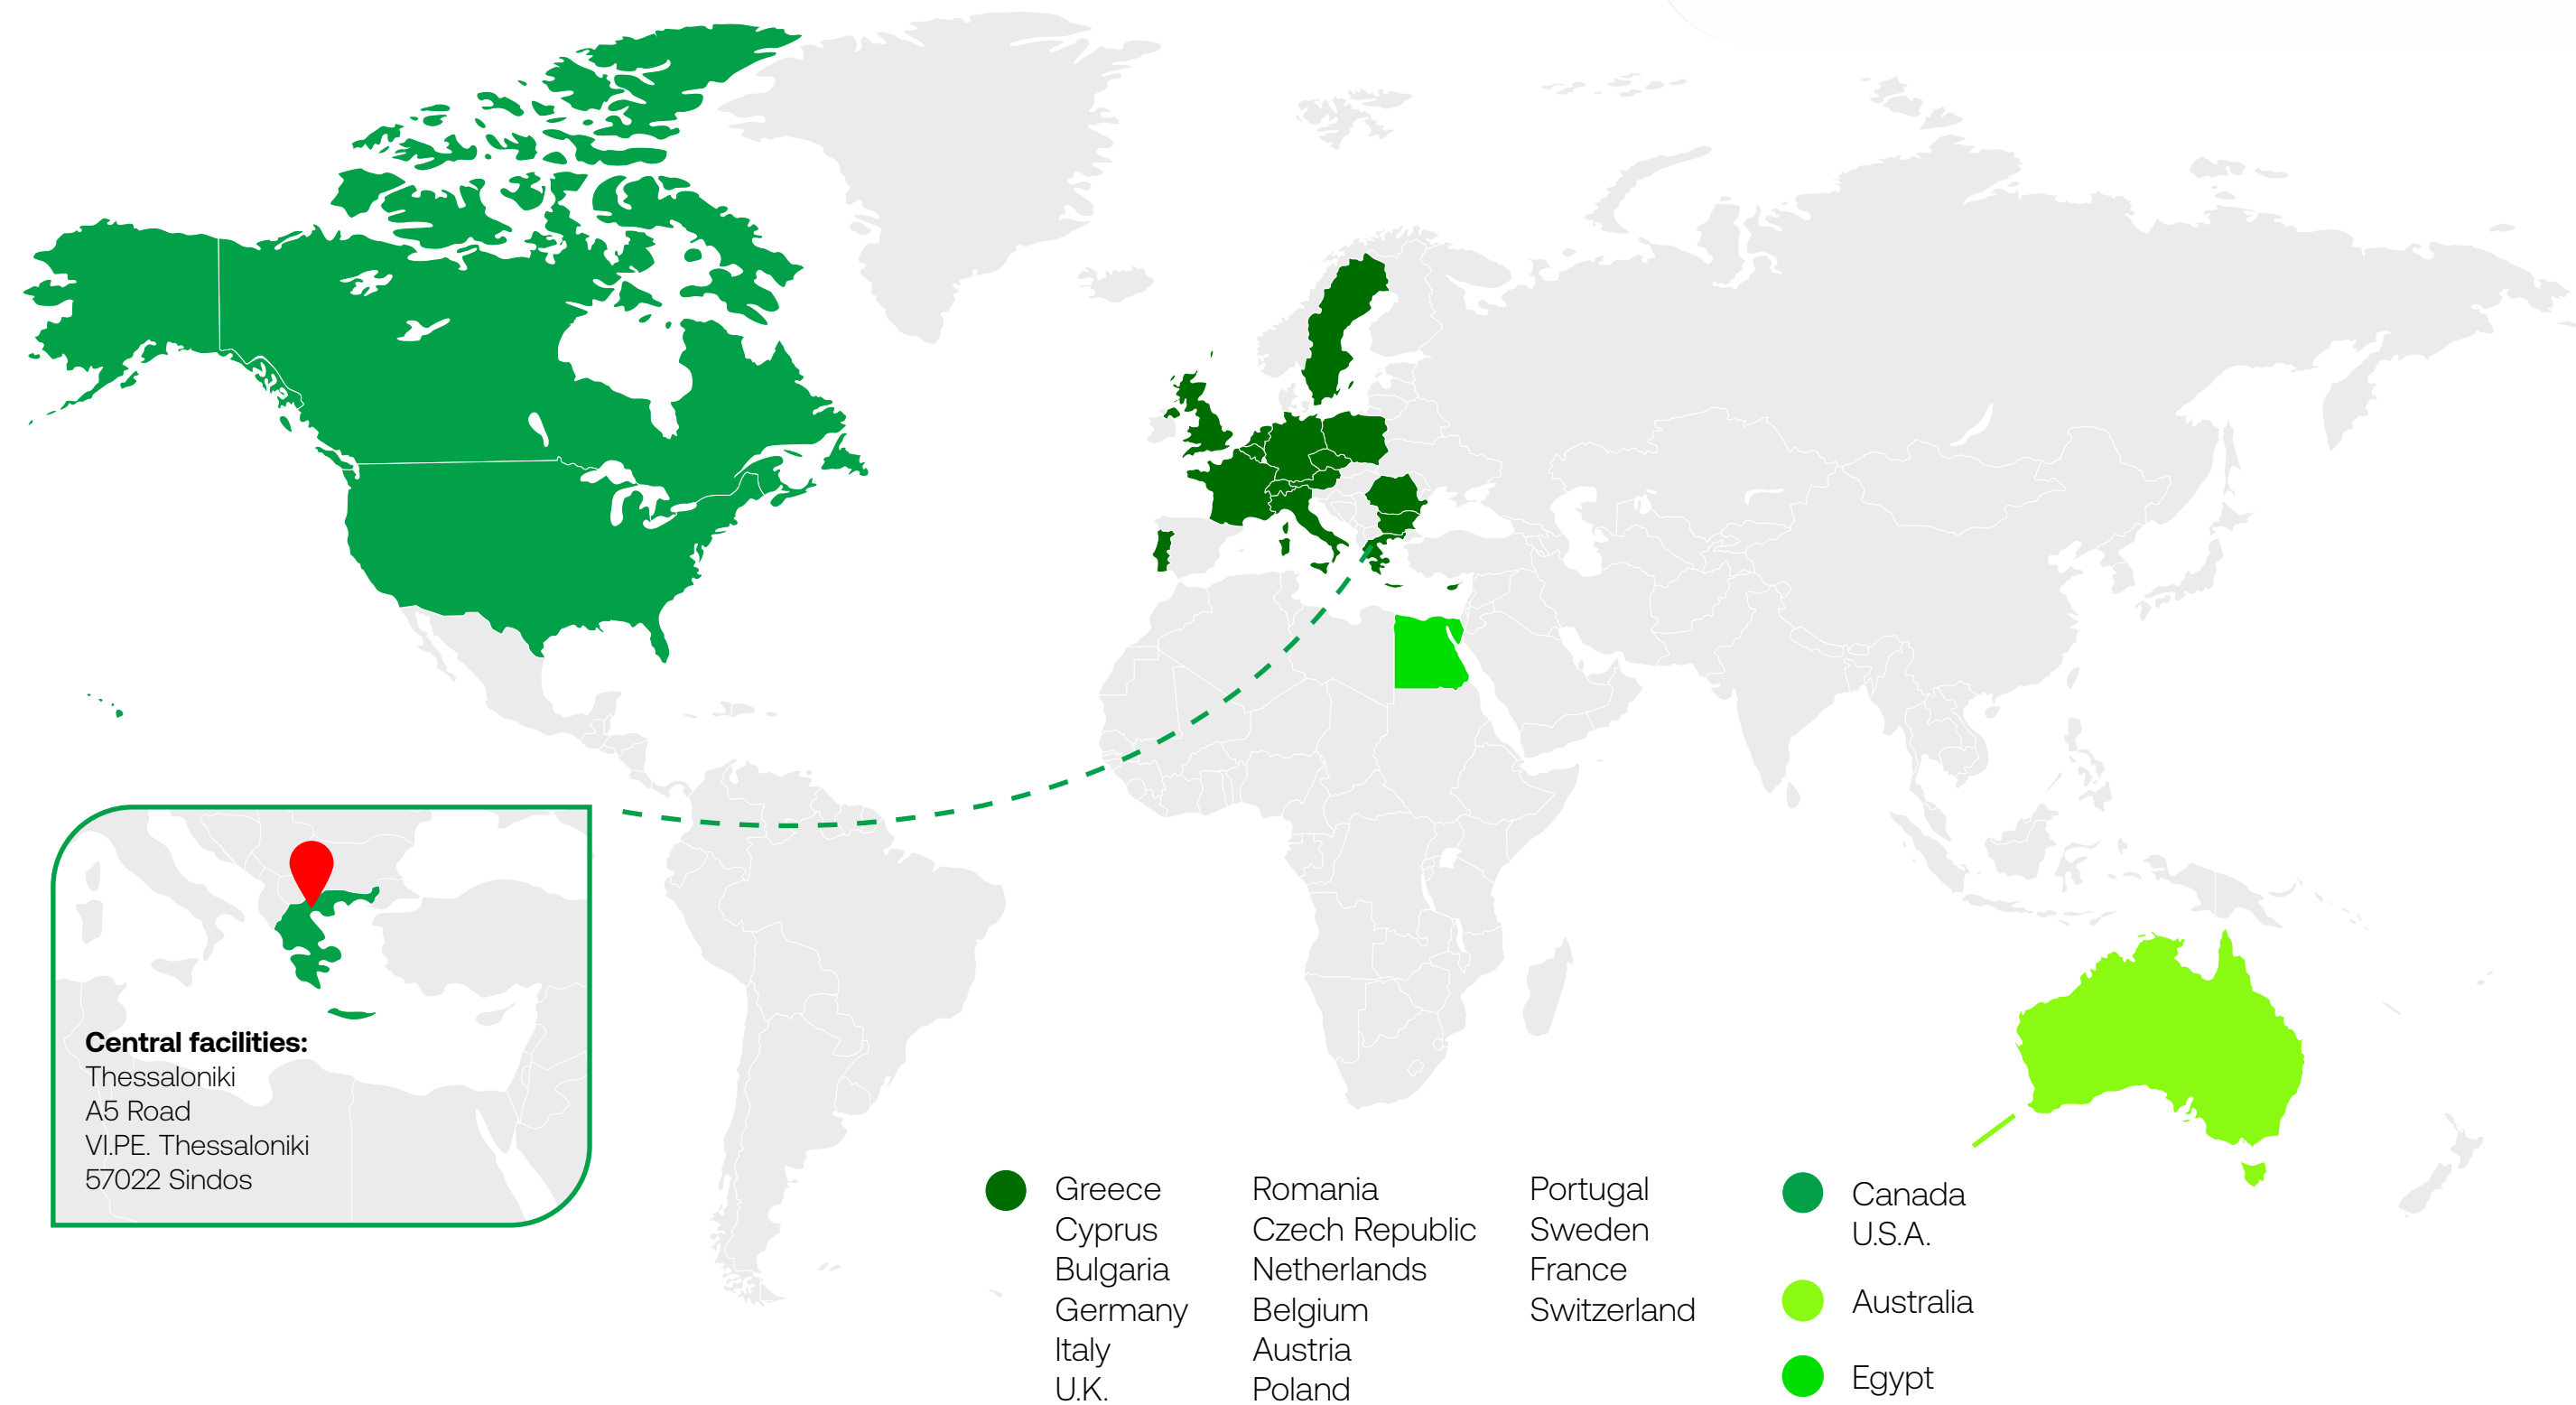 Central facilities:
Thessaloniki
A5 Road
VI.PE. Thessaloniki
57022 Sindos
Greece
Cyprus
Bulgaria
Germany
Italy
U.K.
Romania
Czech Republic
Netherlands
Belgium
Austria
Poland
Portugal
Sweden
France
Switzerland
Canada
U.S.A.
Australia
Egypt